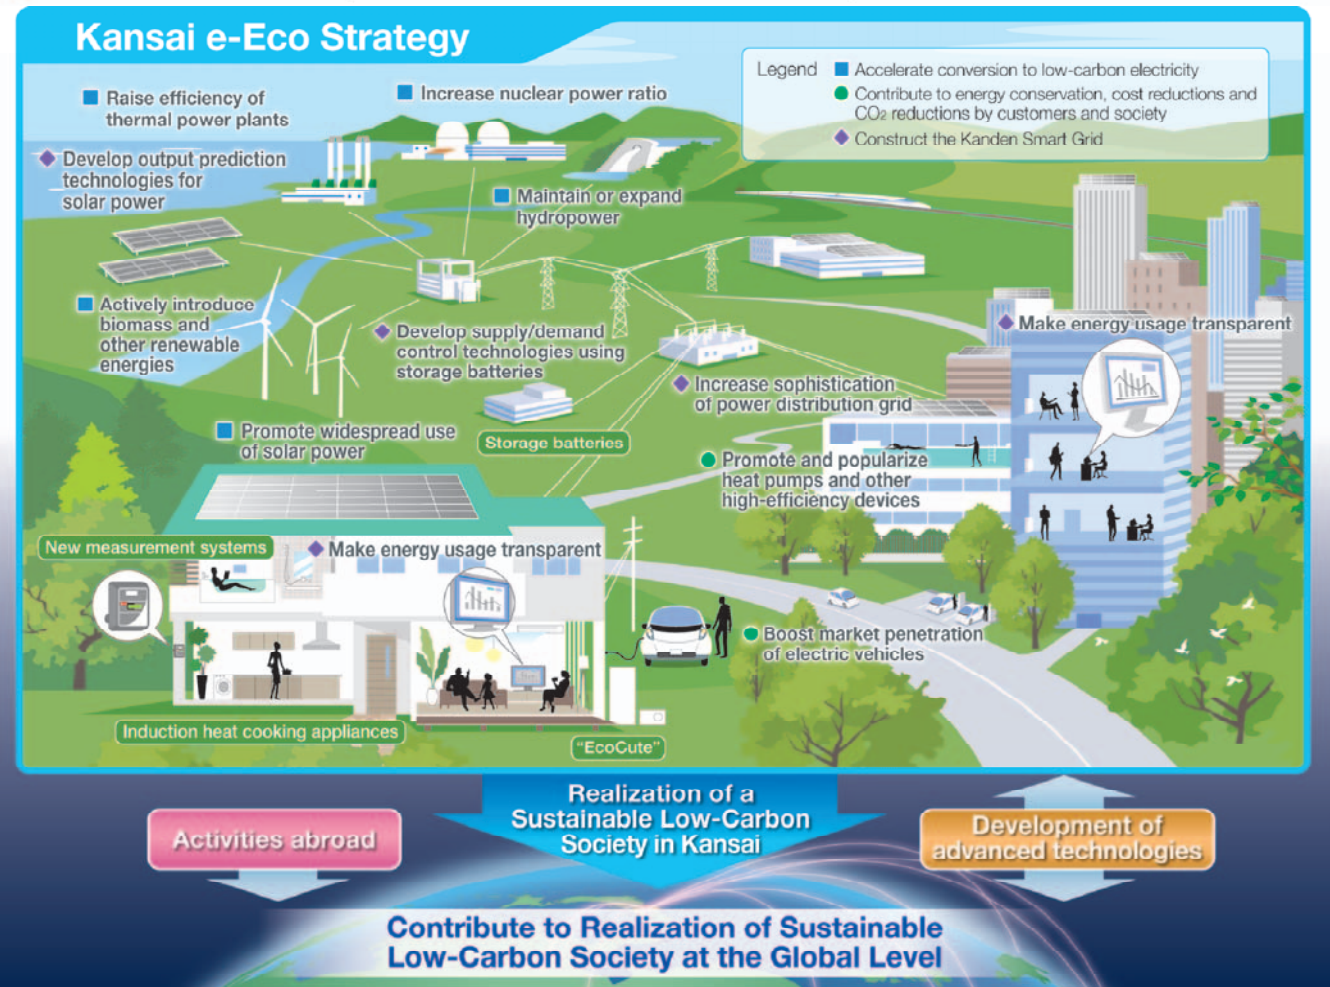 Kansai e-Eco Strategy
Legend
Accelerate conversion to low-carbon electricity
Contribute to energy conservation, cost reductions and
CO2 reductions by customers and society
Construct the Kanden Smart Grid
Raise efficiency of
thermal power plants
Increase nuclear power ratio
Develop output prediction
technologies for
solar power
Maintain or expand
hydropower
Actively introduce
biomass and
other renewable
energies
Develop supply/demand
control technologies using
storage batteries
Make energy usage transparent
Increase sophistication
of power distribution grid
Promote widespread use
of solar power
Storage batteries
Promote and popularize
heat pumps and other
high-efficiency devices
New measurement systems
Make energy usage transparent
Boost market penetration
of electric vehicles
Induction heat cooking appliances
"EcoCute"
Realization of a
Sustainable Low-Carbon
Society in Kansai
Activities abroad
Development of
advanced technologies
Contribute to Realization of Sustainable
Low-Carbon Society at the Global Level